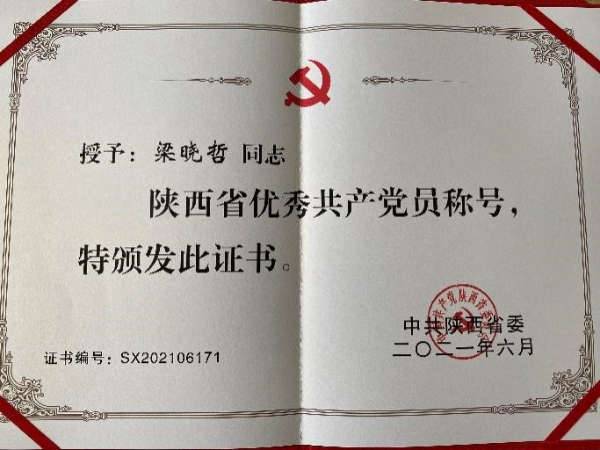 授予：梁晓哲 同志
陕西省优秀共产党员称号，
特颁发此证书。
中共陕西省委
二〇二一年六月
证书编号：SX202106171